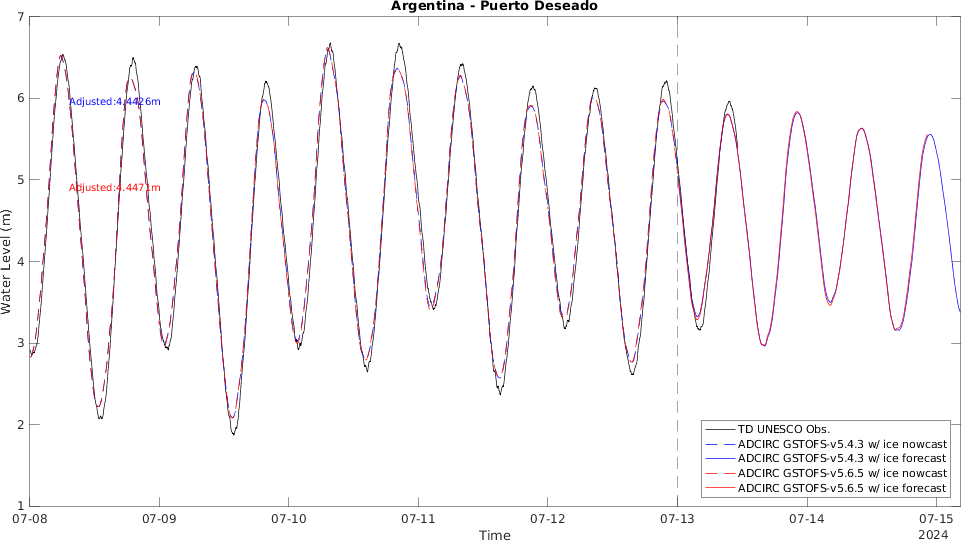 Argentina - Puerto Deseado
7
6
5
4
3
2
1
Water Level (m)
Adjusted:4.4426m
Adjusted:4.4471m
TD UNESCO Obs.
ADCIRC GSTOFS-v5.4.3 w/ ice nowcast
ADCIRC GSTOFS-v5.4.3 w/ ice forecast
ADCIRC GSTOFS-v5.6.5 w/ ice nowcast
ADCIRC GSTOFS-v5.6.5 w/ ice forecast
07-08 07-09 07-10 07-11 07-12 07-13 07-14 07-15
Time 2024